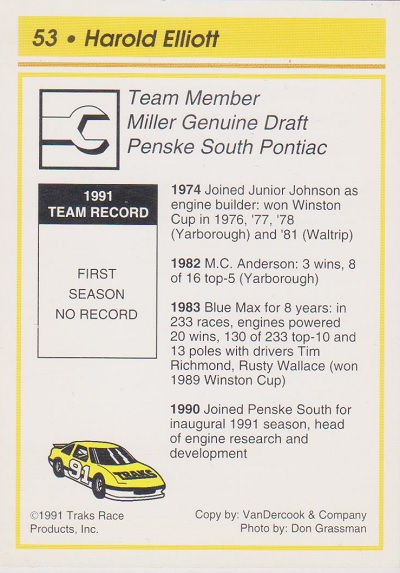 53 • Harold Elliott
Team Member
Miller Genuine Draft
Penske South Pontiac
1991
TEAM RECORD
FIRST
SEASON
NO RECORD
1974 Joined Junior Johnson as
engine builder: won Winston
Cup in 1976, '77, '78
(Yarborough) and '81 (Waltrip)
1982 M.C. Anderson: 3 wins, 8
of 16 top-5 (Yarborough)
1983 Blue Max for 8 years: in
233 races, engines powered
20 wins, 130 of 233 top-10 and
13 poles with drivers Tim
Richmond, Rusty Wallace (won
1989 Winston Cup)
1990 Joined Penske South for
inaugural 1991 season, head
of engine research and
development
91
TRAKS
©1991 Traks Race
Products, Inc.
Copy by: VanDercook & Company
Photo by: Don Grassman